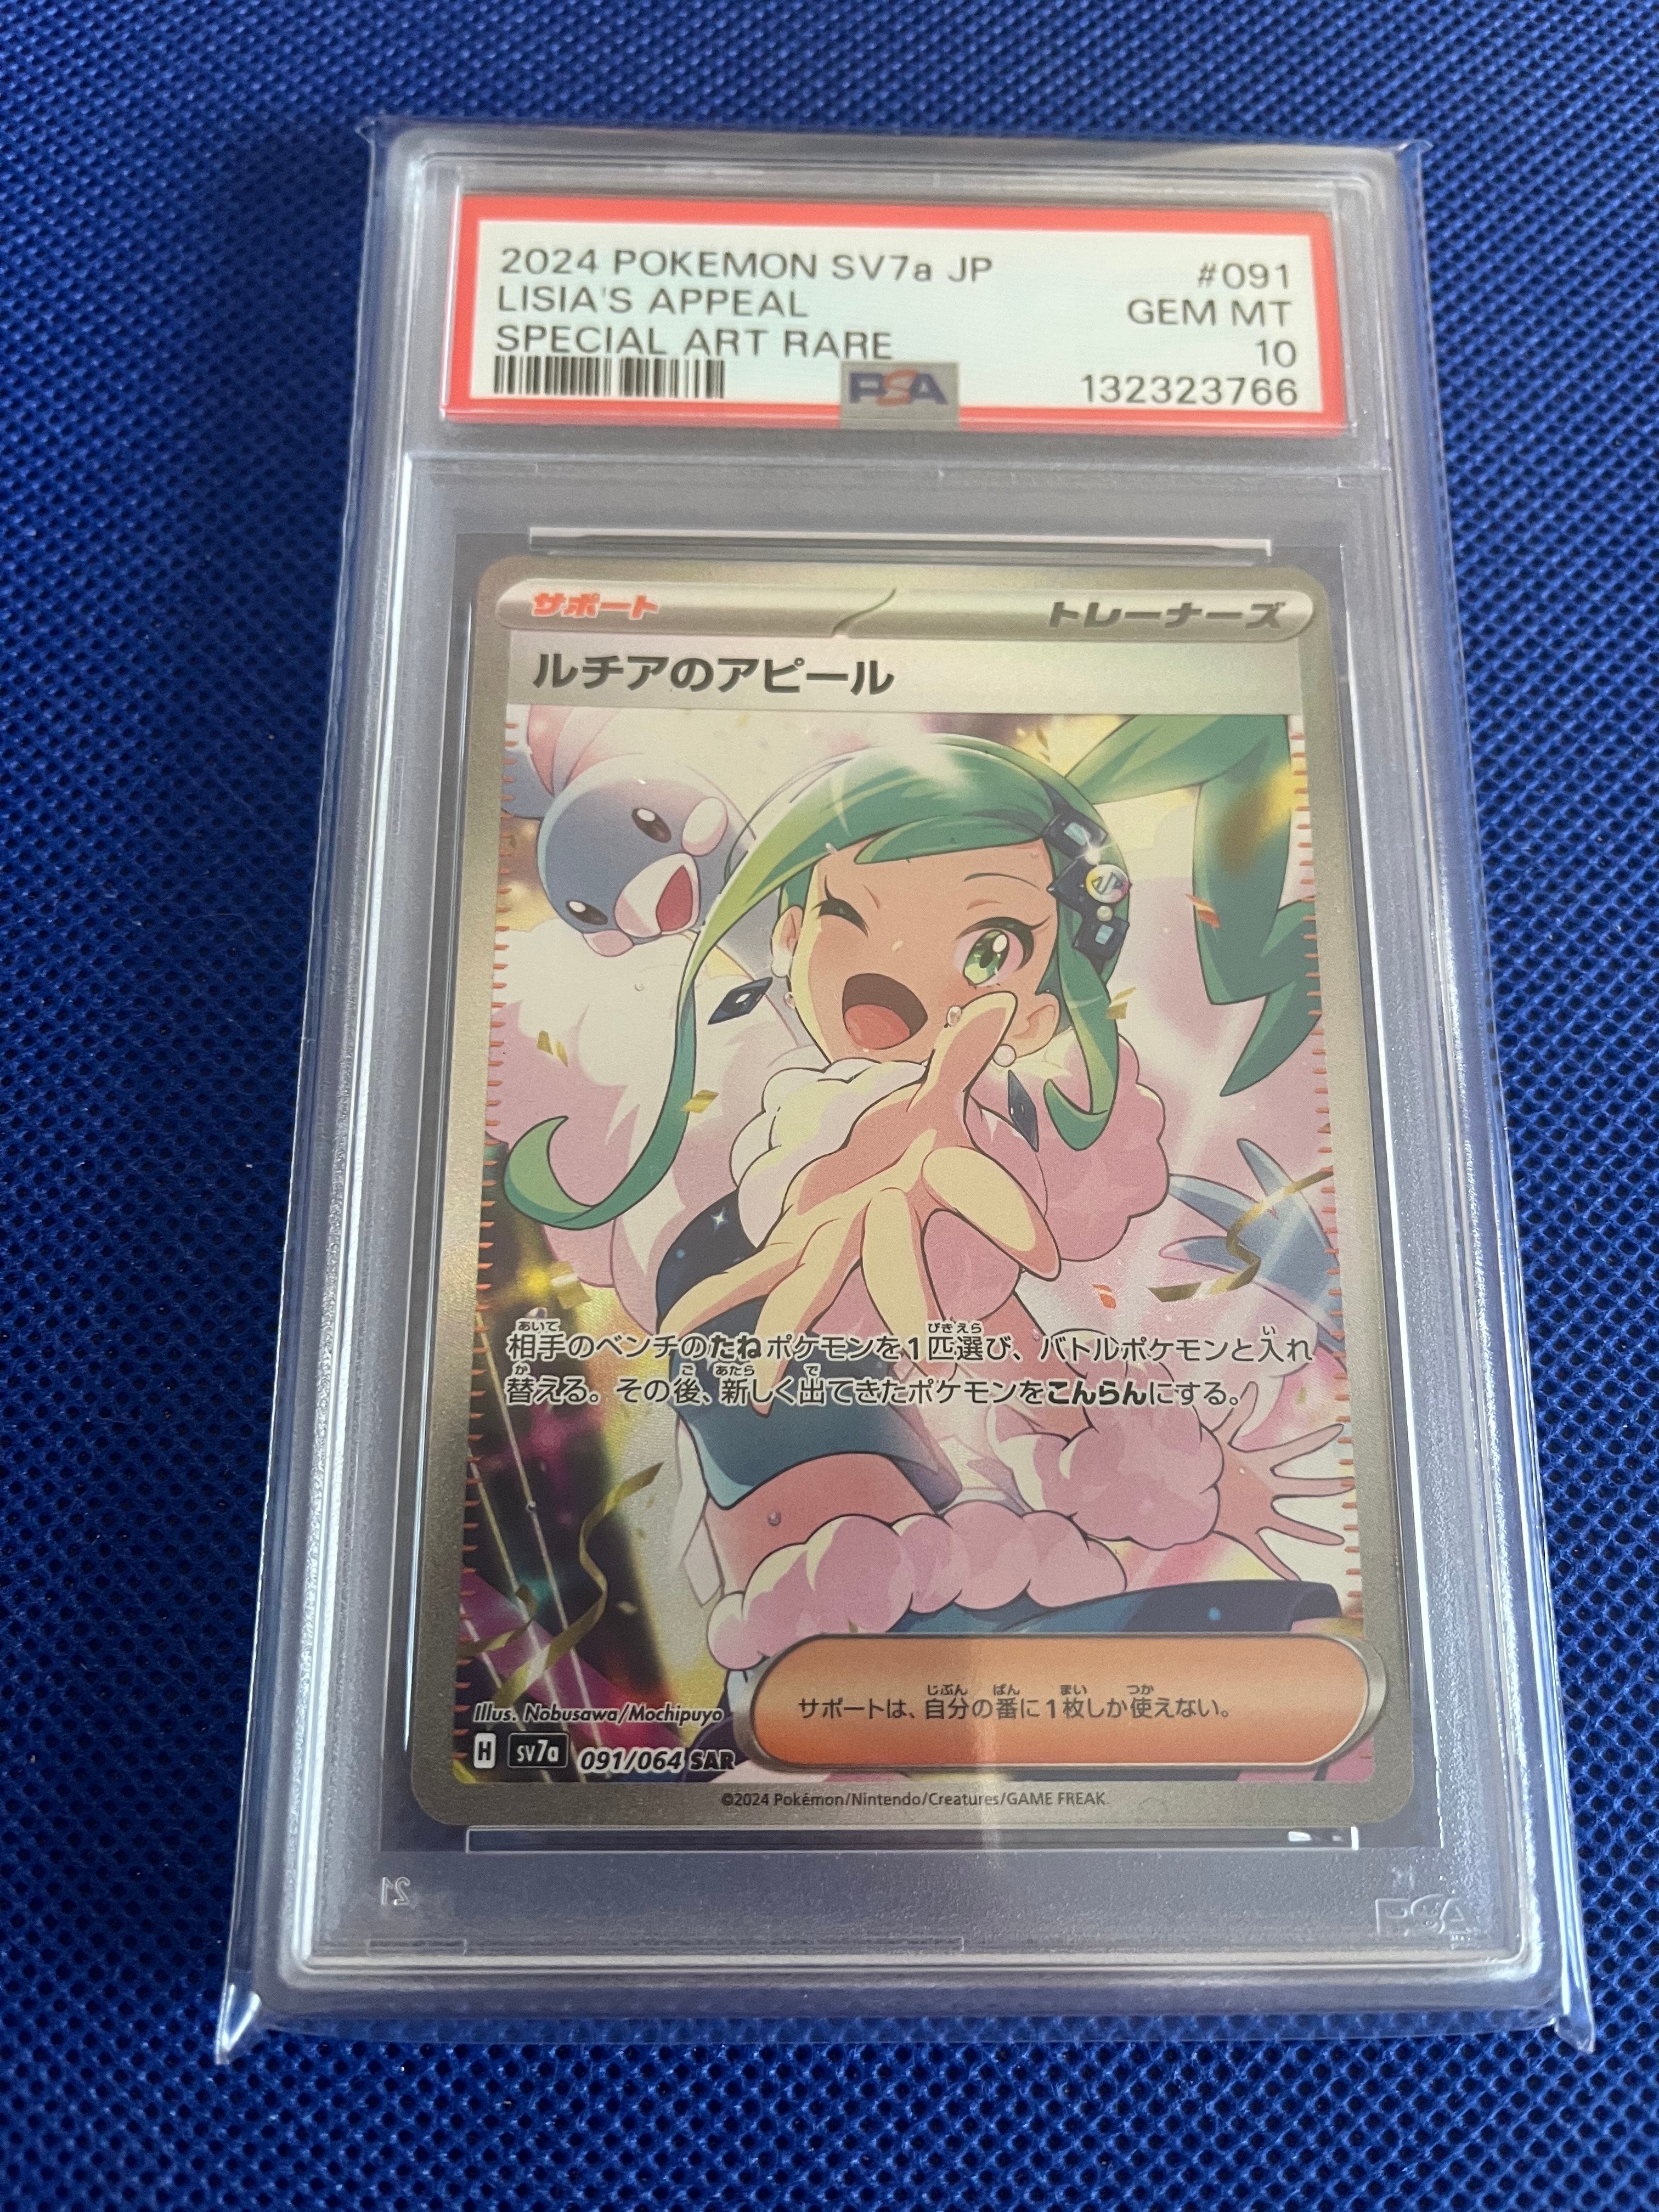 2024 POKEMON SV7a JP #091
LISIA'S APPEAL GEM MT
SPECIAL ART RARE 10
PSA 132323766
サポート トレーナーズ
ルチアのアピール
相手のベンチのたねポケモンを1匹選び、バトルポケモンと入れ
替える。その後、新しく出てきたポケモンをこんらんにする。
サポートは、自分の番に1枚しか使えない。
Illus. Nobusawa/Mochipuyo
H sv7a 091/064 SAR
©2024 Pokémon/Nintendo/Creatures/GAME FREAK.
21 PSA